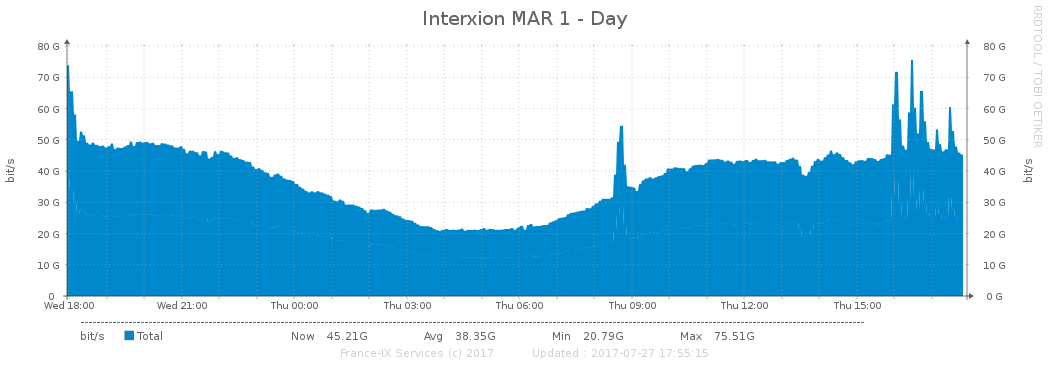 Interxion MAR 1 - Day
RRDTOOL / TOBI OETIKER
80 G 80 G
70 G 70 G
60 G 60 G
50 G 50 G
40 G 40 G
30 G 30 G
20 G 20 G
10 G 10 G
0 0 G
bit/s
bit/s
Wed 18:00 Wed 21:00 Thu 00:00 Thu 03:00 Thu 06:00 Thu 09:00 Thu 12:00 Thu 15:00
bit/s Total Now 45.21G Avg 38.35G Min 20.79G Max 75.51G
France-IX Services (c) 2017 Updated : 2017-07-27 17:55:15